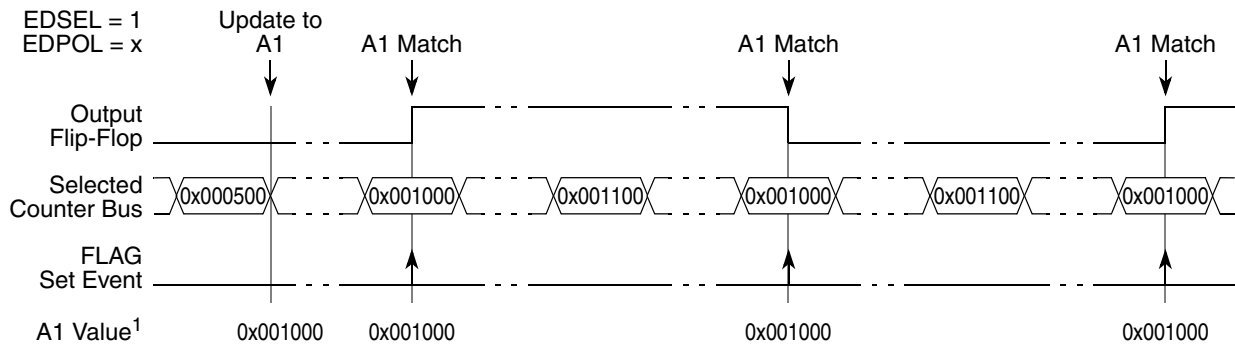 EDSEL = 1
EDPOL = x
Update to
A1
A1 Match
A1 Match
A1 Match
Output
Flip-Flop
Selected
Counter Bus
0x000500
0x001000
0x001100
0x001000
0x001100
0x001000
FLAG
Set Event
A1 Value1
0x001000
0x001000
0x001000
0x001000